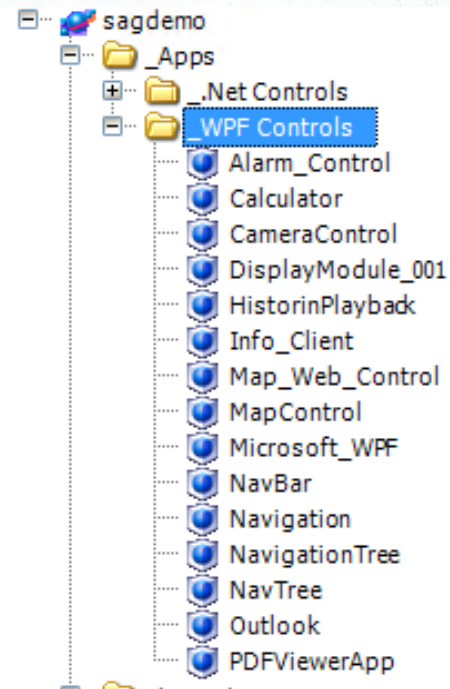 sagdemo
_Apps
_.Net Controls
_WPF Controls
Alarm_Control
Calculator
CameraControl
DisplayModule_001
HistorinPlayback
Info_Client
Map_Web_Control
MapControl
Microsoft_WPF
NavBar
Navigation
NavigationTree
NavTree
Outlook
PDFViewerApp